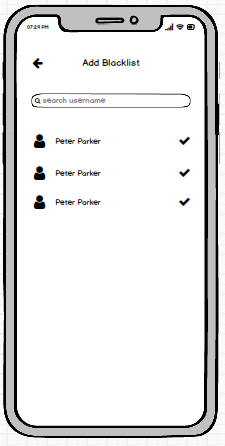 07:29 PM
Add Blacklist
search username
Peter Parker
Peter Parker
Peter Parker